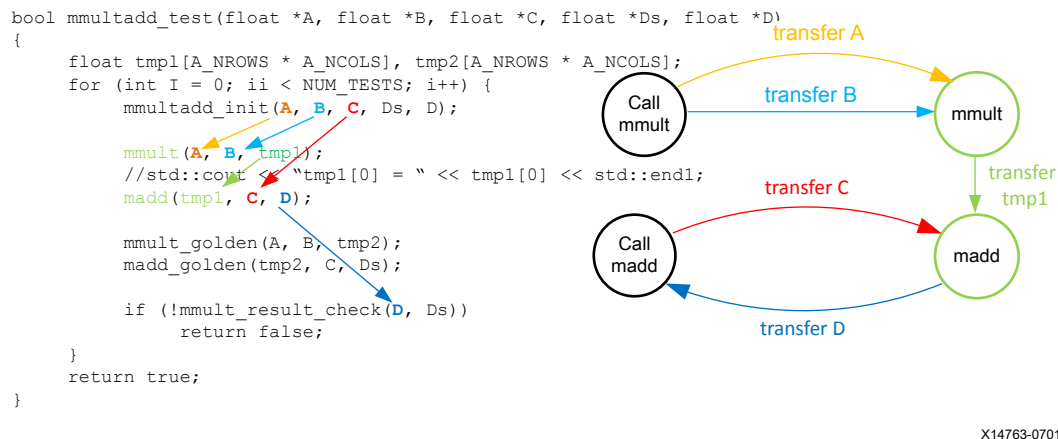 bool mmultadd_test(float *A, float *B, float *C, float *Ds, float *D)
{
float tmp1[A_NROWS * A_NCOLS], tmp2[A_NROWS * A_NCOLS];
for (int I = 0; ii < NUM_TESTS; i++) {
mmultadd_init(A, B, C, Ds, D);
mmult(A, B, tmp1);
//std::cout << “tmp1[0] = “ << tmp1[0] << std::end1;
madd(tmp1, C, D);
mmult_golden(A, B, tmp2);
madd_golden(tmp2, C, Ds);
if (!mmult_result_check(D, Ds))
return false;
}
return true;
}
transfer A
Call
mmult
transfer B
mmult
transfer
tmp1
transfer C
Call
madd
madd
transfer D
X14763-0701